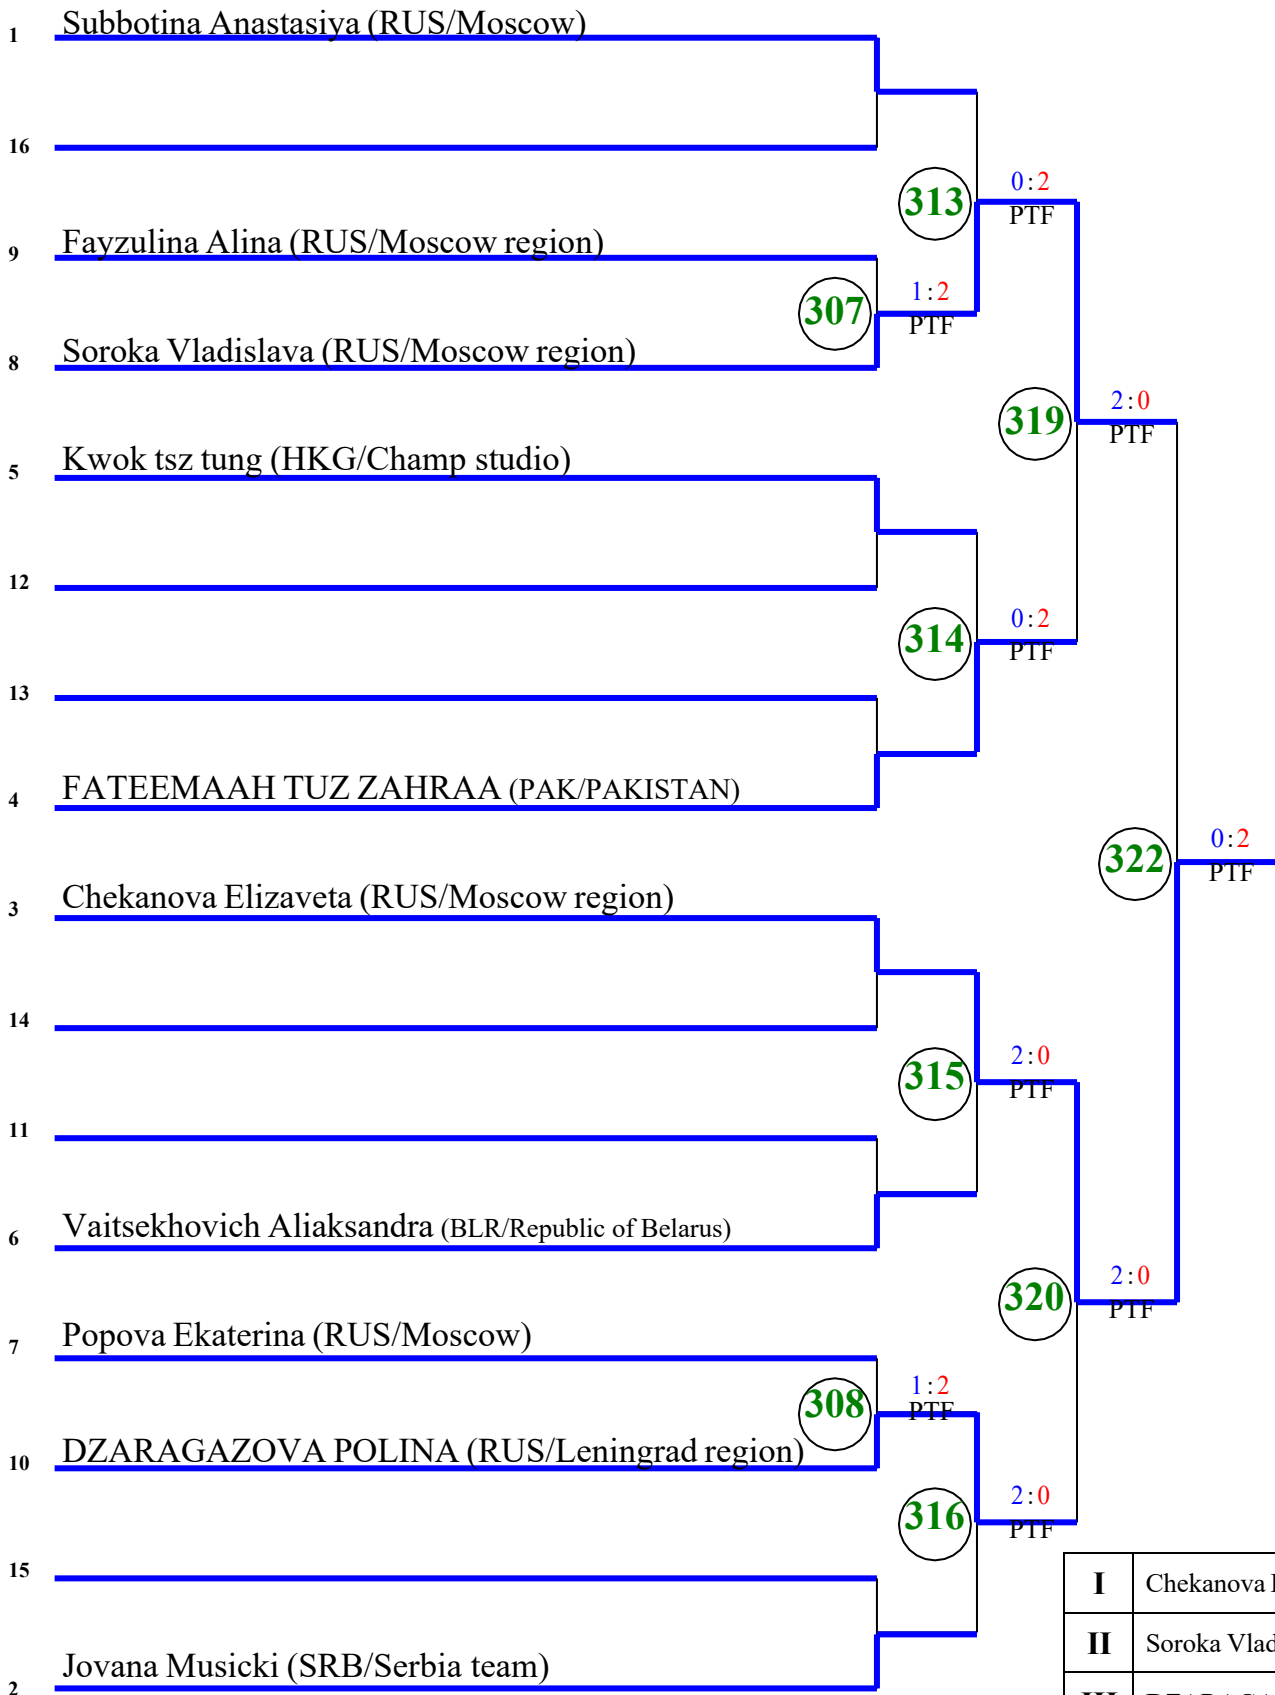 1 Subbotina Anastasiya (RUS/Moscow)
16
313 0:2
PTF
9 Fayzulina Alina (RUS/Moscow region)
307 1:2
PTF
8 Soroka Vladislava (RUS/Moscow region)
319 2:0
PTF
5 Kwok tsz tung (HKG/Champ studio)
12
314 0:2
PTF
13
4 FATEEMAAH TUZ ZAHRAA (PAK/PAKISTAN)
322 0:2
PTF
3 Chekanova Elizaveta (RUS/Moscow region)
14
315 2:0
PTF
11
6 Vaitsekhovich Aliaksandra (BLR/Republic of Belarus)
320 2:0
PTF
7 Popova Ekaterina (RUS/Moscow)
308 1:2
PTF
10 DZARAGAZOVA POLINA (RUS/Leningrad region)
316 2:0
PTF
15
I Chekanova
II Soroka Vlad
2 Jovana Musicki (SRB/Serbia team)